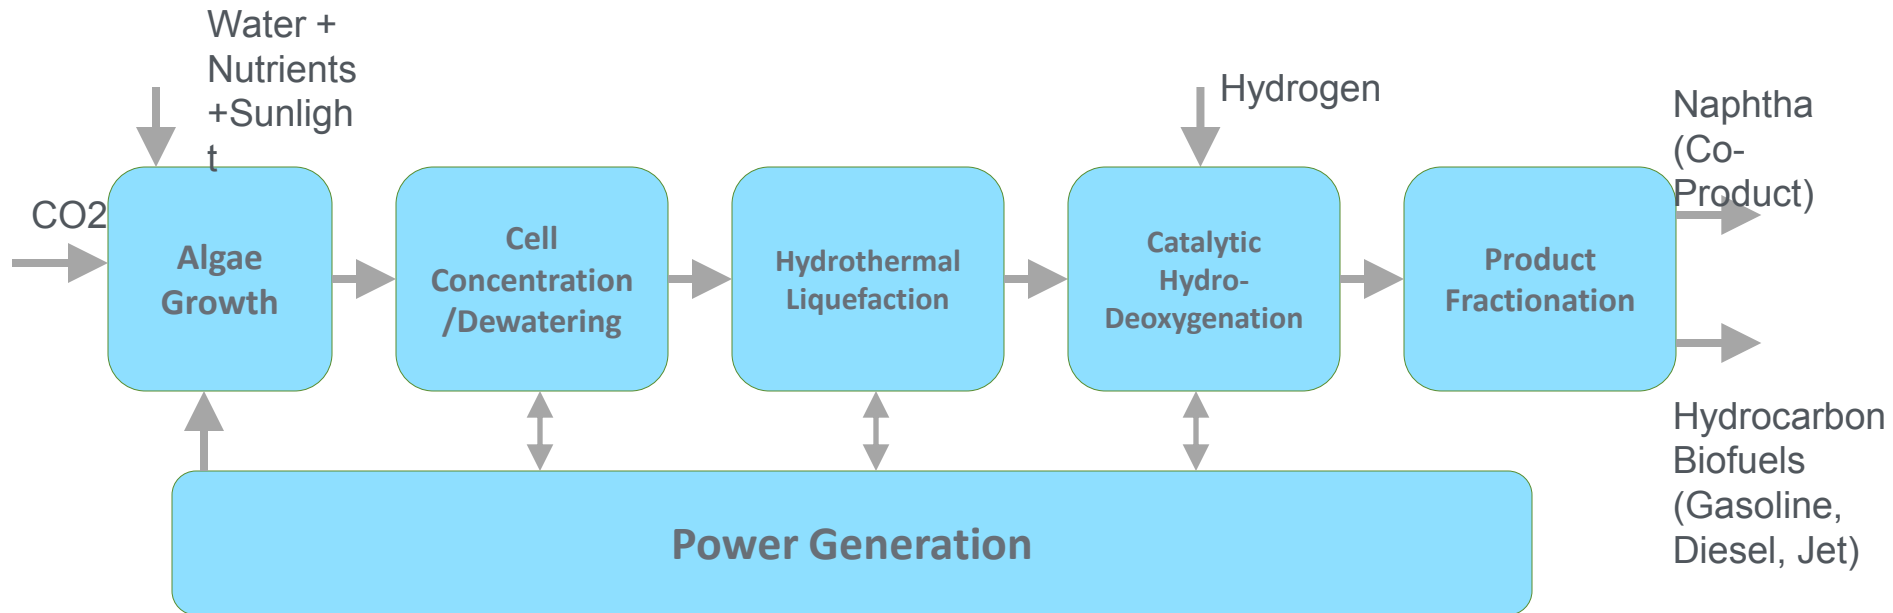 Water +
Nutrients
+Sunligh
t
Hydrogen
Naphtha
(Co-
Product)
CO2
Algae
Growth
Cell
Concentration
/Dewatering
Hydrothermal
Liquefaction
Catalytic
Hydro-
Deoxygenation
Product
Fractionation
Hydrocarbon
Biofuels
(Gasoline,
Diesel, Jet)
Power Generation